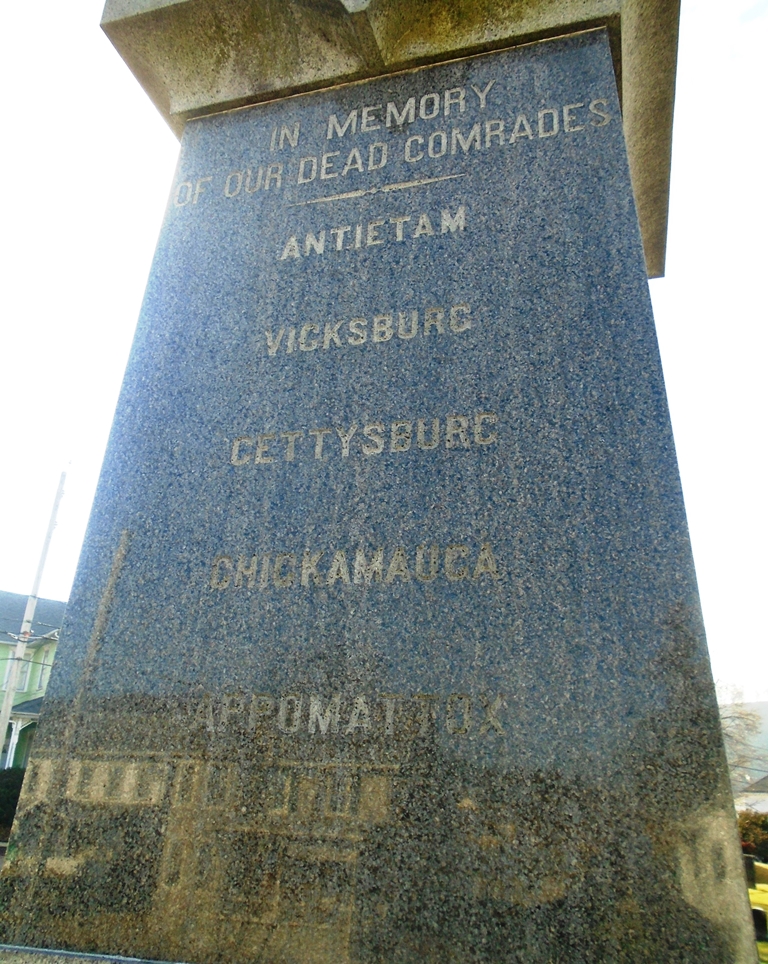 IN MEMORY
OF OUR DEAD COMRADES
ANTIETAM
VICKSBURG
GETTYSBURG
CHICKAMAUGA
APPOMATTOX